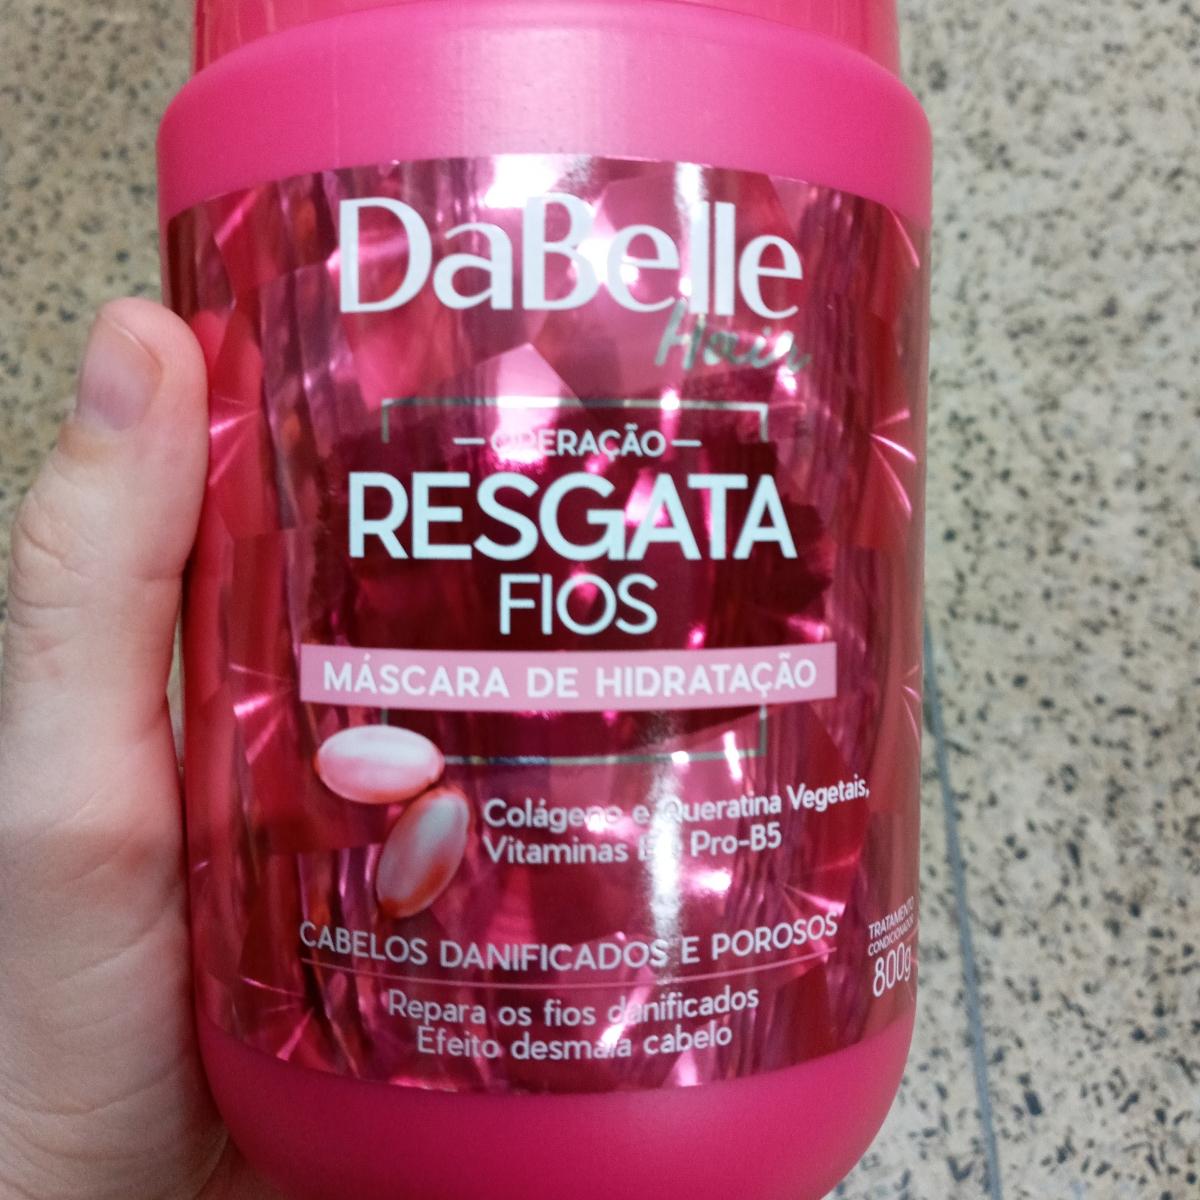 DaBelle
Hair
OPERAÇÃO
RESGATA
FIOS
MÁSCARA DE HIDRATAÇÃO
Colágeno e Queratina Vegetais,
Vitaminas E e Pro-B5
CABELOS DANIFICADOS E POROSOS
Repara os fios danificados
Efeito desmaia cabelo
TRATAMENTO
CONDICIONADOR
800g